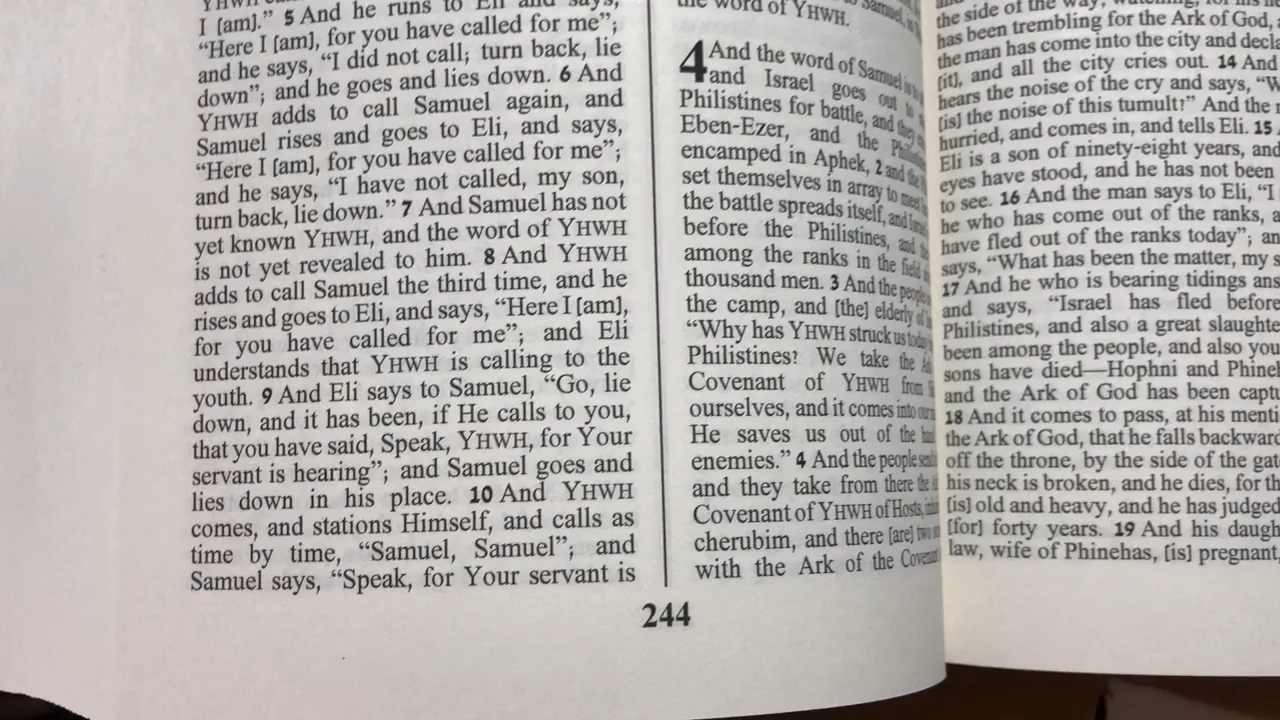 I [am].” 5 And he runs to Eli and says,
“Here I [am], for you have called for me”;
and he says, “I did not call; turn back, lie
down”; and he goes and lies down. 6 And
YHWH adds to call Samuel again, and
Samuel rises and goes to Eli, and says,
“Here I [am], for you have called for me”;
and he says, “I have not called, my son,
turn back, lie down.” 7 And Samuel has not
yet known YHWH, and the word of YHWH
is not yet revealed to him. 8 And YHWH
adds to call Samuel the third time, and he
rises and goes to Eli, and says, “Here I [am],
for you have called for me”; and Eli
understands that YHWH is calling to the
youth. 9 And Eli says to Samuel, “Go, lie
down, and it has been, if He calls to you,
that you have said, Speak, YHWH, for Your
servant is hearing”; and Samuel goes and
lies down in his place. 10 And YHWH
comes, and stations Himself, and calls as
time by time, “Samuel, Samuel”; and
Samuel says, “Speak, for Your servant is
the word of YHWH.
4 And the word of Samuel
and Israel goes out
Philistines for battle, and they
Eben-Ezer, and the
encamped in Aphek, 2 and the
set themselves in array to meet
the battle spreads itself, and
before the Philistines, and
among the ranks in the field
thousand men. 3 And the people
the camp, and [the] elderly of
“Why has YHWH struck us today
Philistines? We take the
Covenant of YHWH from
ourselves, and it comes into
He saves us out of the
enemies.” 4 And the people
and they take from there the
Covenant of YHWH of Hosts,
cherubim, and there [are] two
with the Ark of the Covenant
244
the side of the way,
has been trembling for the Ark of God,
the man has come into the city and
[it], and all the city cries out. 14 And
hears the noise of the cry and says,
[is] the noise of this tumult?” And the
hurried, and comes in, and tells Eli. 15
Eli is a son of ninety-eight years, and
eyes have stood, and he has not been
to see. 16 And the man says to Eli, “I
he who has come out of the ranks,
have fled out of the ranks today”;
says, “What has been the matter, my
17 And he who is bearing tidings
and says, “Israel has fled before
Philistines, and also a great
been among the people, and also
sons have died—Hophni and
and the Ark of God has been
18 And it comes to pass, at his
the Ark of God, that he falls
off the throne, by the side of the
his neck is broken, and he dies, for
[is] old and heavy, and he has judged
[for] forty years. 19 And his
law, wife of Phinehas, [is] pregnant,